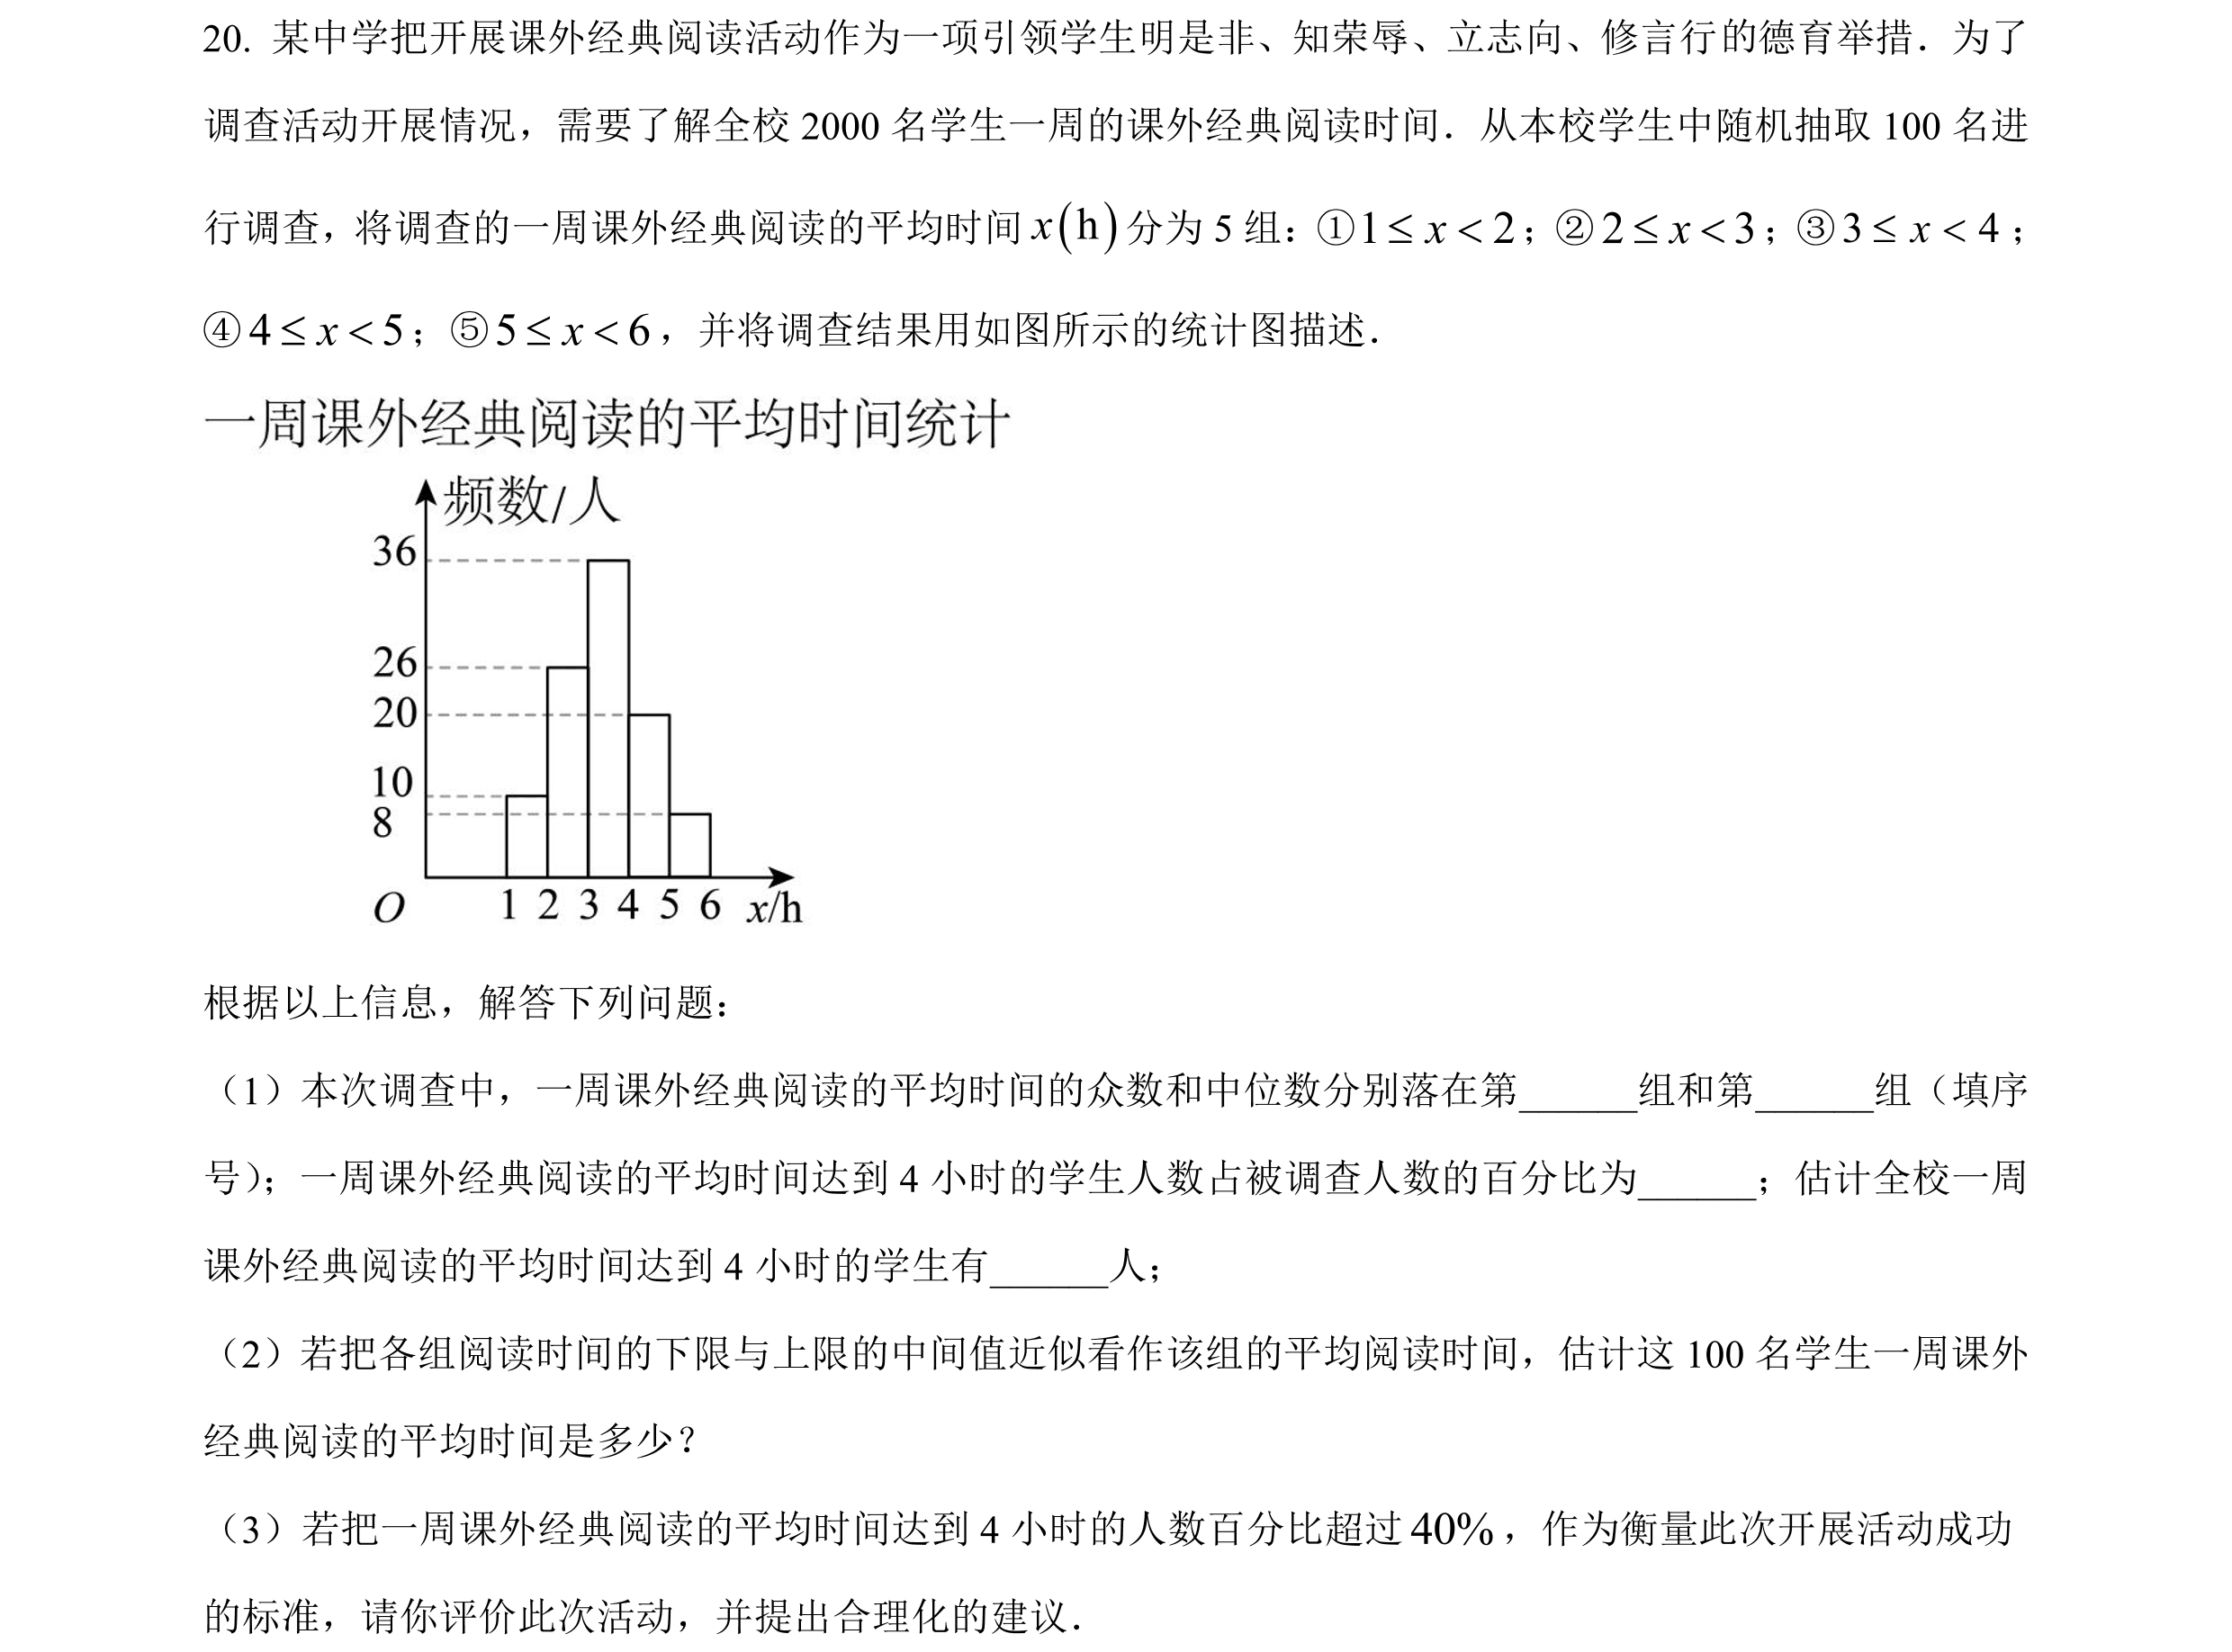 20. 某中学把开展课外经典阅读活动作为一项引领学生明是非、知荣辱、立志向、修言行的德育举措．为了
调查活动开展情况，需要了解全校 2000 名学生一周的课外经典阅读时间．从本校学生中随机抽取 100 名进
行调查，将调查的一周课外经典阅读的平均时间 x(h) 分为 5 组：①1≤x<2；②2≤x<3；③3≤x<4；
④4≤x<5；⑤5≤x<6，并将调查结果用如图所示的统计图描述．
一周课外经典阅读的平均时间统计
频数/人
36
26
20
10
8
O 1 2 3 4 5 6 x/h
根据以上信息，解答下列问题：
（1）本次调查中，一周课外经典阅读的平均时间的众数和中位数分别落在第______组和第______组（填序
号）；一周课外经典阅读的平均时间达到 4 小时的学生人数占被调查人数的百分比为______；估计全校一周
课外经典阅读的平均时间达到 4 小时的学生有______人；
（2）若把各组阅读时间的下限与上限的中间值近似看作该组的平均阅读时间，估计这 100 名学生一周课外
经典阅读的平均时间是多少？
（3）若把一周课外经典阅读的平均时间达到 4 小时的人数百分比超过 40%，作为衡量此次开展活动成功
的标准，请你评价此次活动，并提出合理化的建议．